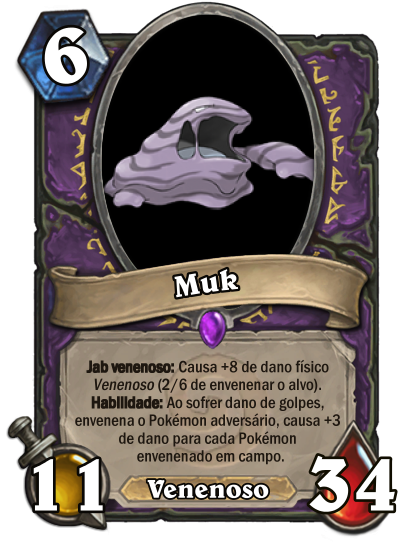 6
Muk
Jab venenoso: Causa +8 de dano físico
Venenoso (2/6 de envenenar o alvo).
Habilidade: Ao sofrer dano de golpes,
envenena o Pokémon adversário, causa +3
de dano para cada Pokémon
envenenado em campo.
11
Venenoso
34